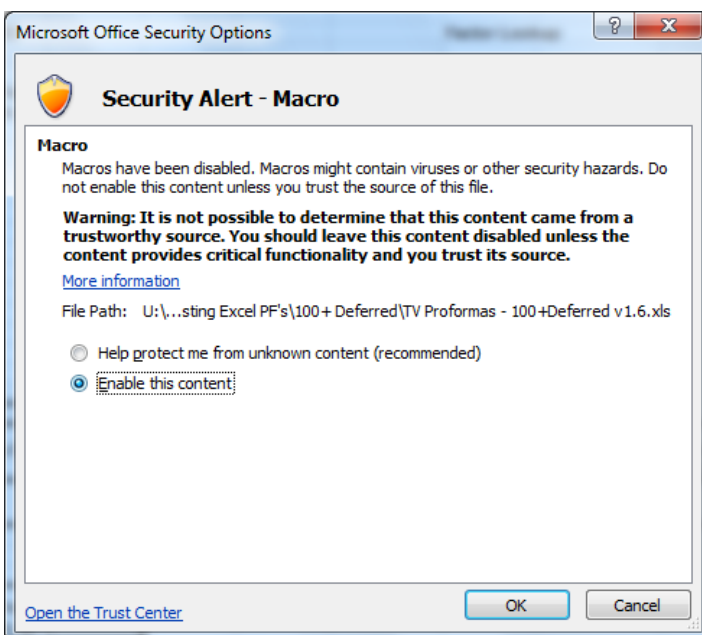 Microsoft Office Security Options
Security Alert - Macro
Macro
Macros have been disabled. Macros might contain viruses or other security hazards. Do
not enable this content unless you trust the source of this file.
Warning: It is not possible to determine that this content came from a
trustworthy source. You should leave this content disabled unless the
content provides critical functionality and you trust its source.
More information
File Path: U:\...sting Excel PF's\100+ Deferred\TV Proformas - 100+Deferred v1.6.xls
Help protect me from unknown content (recommended)
Enable this content
Open the Trust Center
OK
Cancel